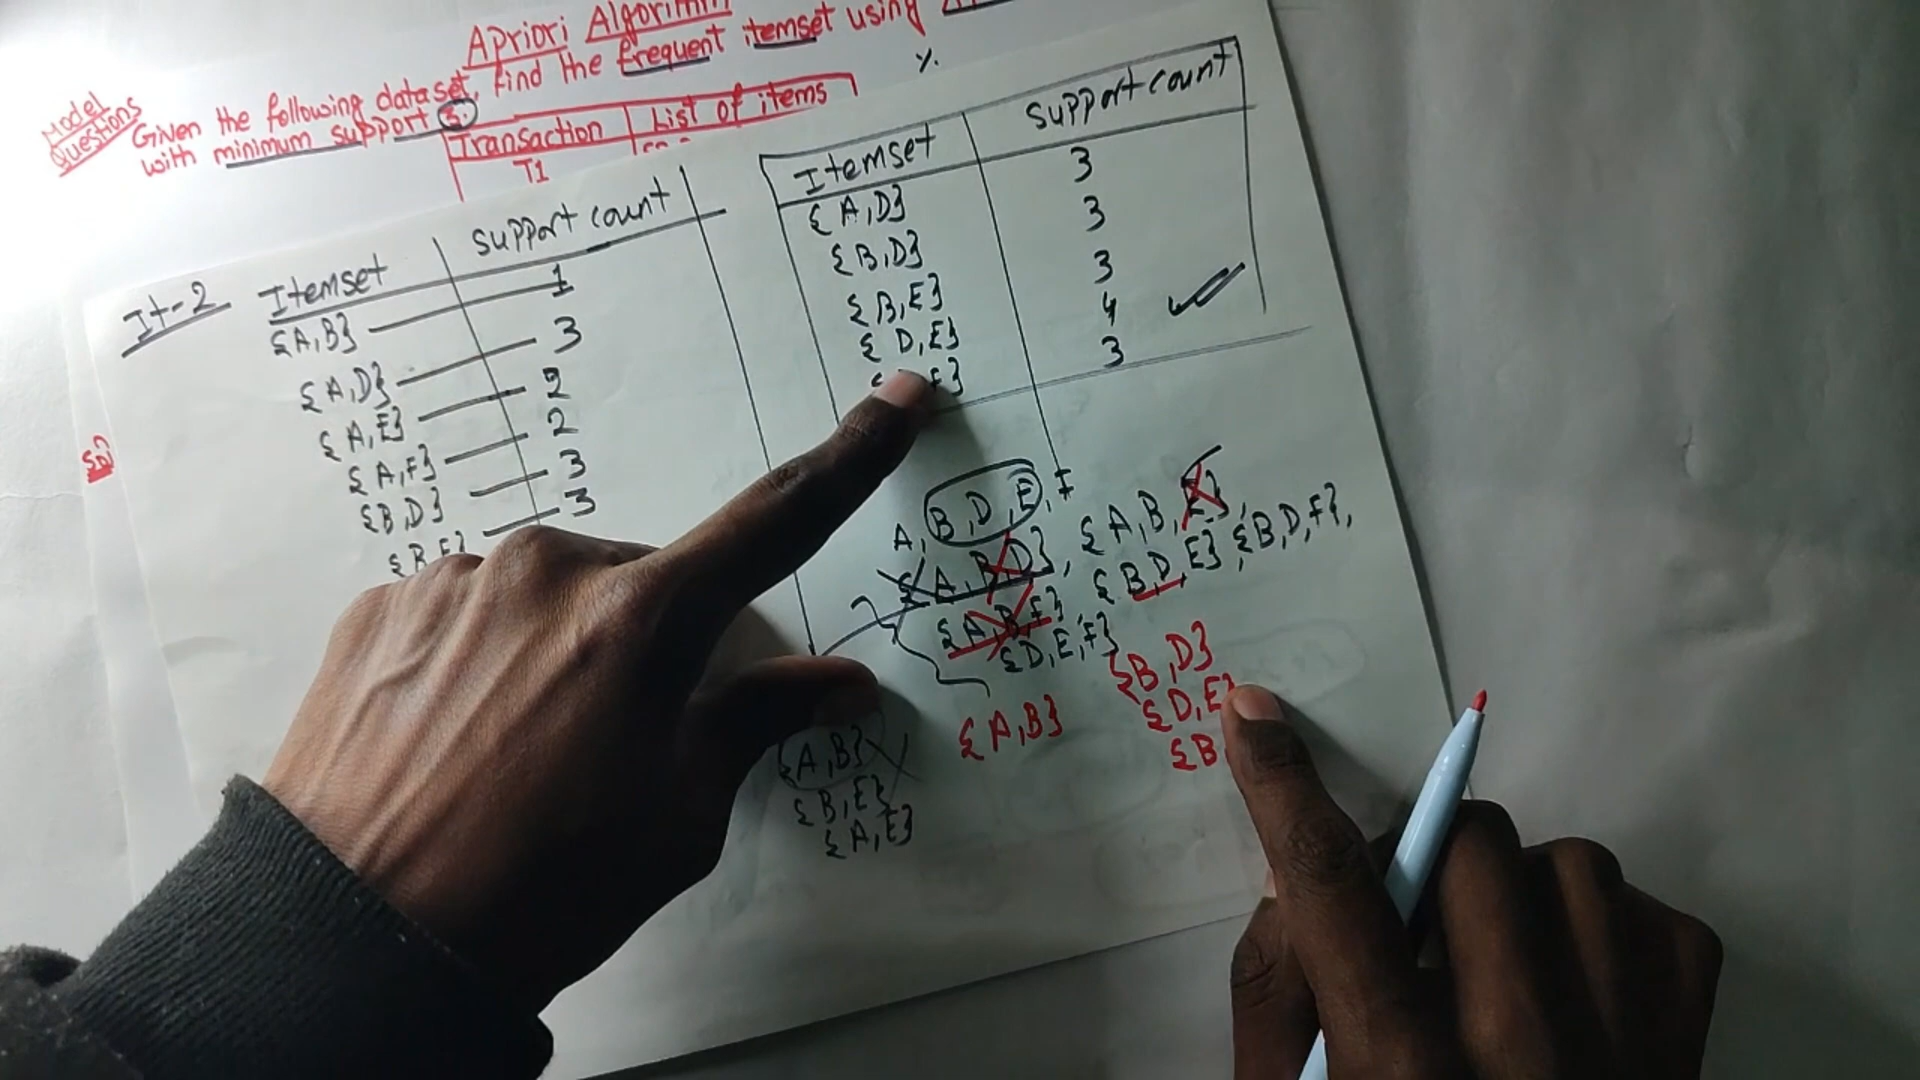 Apriori Algorithm
Model Questions
Given the following dataset, find the frequent itemset using
with minimum support 3.
Transaction List of items
T1
It-2
Itemset support count
{A,B} 1
{A,D} 3
{A,E} 2
{A,F} 2
{B,D} 3
{B,E} 3
Soln
Itemset support count
{A,D} 3
{B,D} 3
{B,E} 3
{D,E} 4
F} 3
A, B, D, E, F
{A, B, D}, {A, B, E},
{A, B, F} {B, D, E} {B, D, F},
{D, E, F}
{A,B}
{B,E}
{A,E}
{A,B}
{B,D}
{D,E}
{B